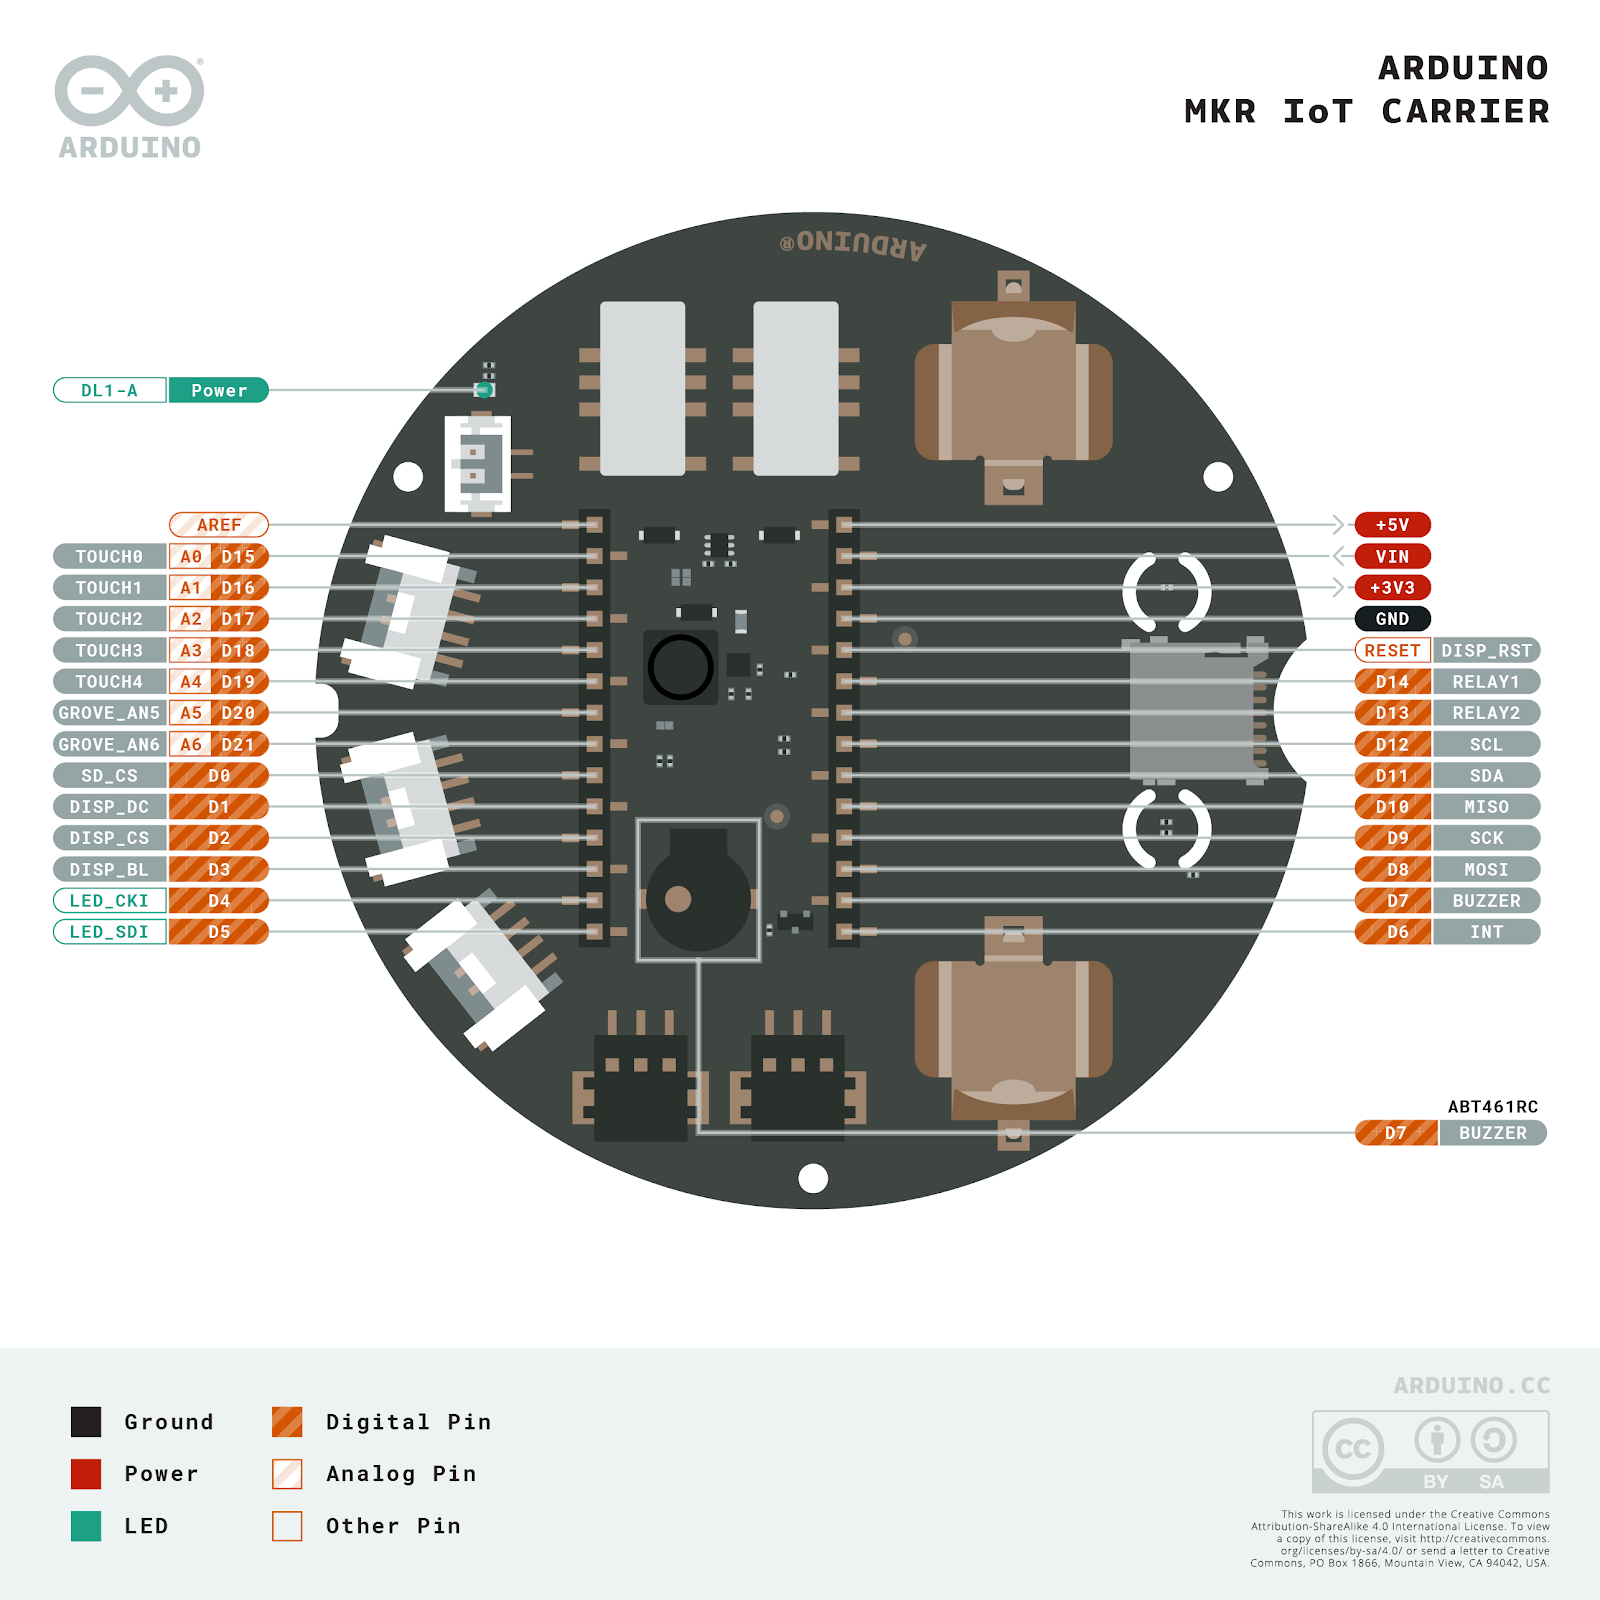 ARDUINO
ARDUINO
MKR IoT CARRIER
ARDUINO®
DL1-A Power
AREF
TOUCH0 A0 D15
TOUCH1 A1 D16
TOUCH2 A2 D17
TOUCH3 A3 D18
TOUCH4 A4 D19
GROVE_AN5 A5 D20
GROVE_AN6 A6 D21
SD_CS D0
DISP_DC D1
DISP_CS D2
DISP_BL D3
LED_CKI D4
LED_SDI D5
+5V
VIN
+3V3
GND
RESET DISP_RST
D14 RELAY1
D13 RELAY2
D12 SCL
D11 SDA
D10 MISO
D9 SCK
D8 MOSI
D7 BUZZER
D6 INT
ABT461RC
D7 BUZZER
Ground
Power
LED
Digital Pin
Analog Pin
Other Pin
ARDUINO.CC
CC
BY SA
This work is licensed under the Creative Commons
Attribution-ShareAlike 4.0 International License. To view
a copy of this license, visit http://creativecommons.
org/licenses/by-sa/4.0/ or send a letter to Creative
Commons, PO Box 1866, Mountain View, CA 94042, USA.